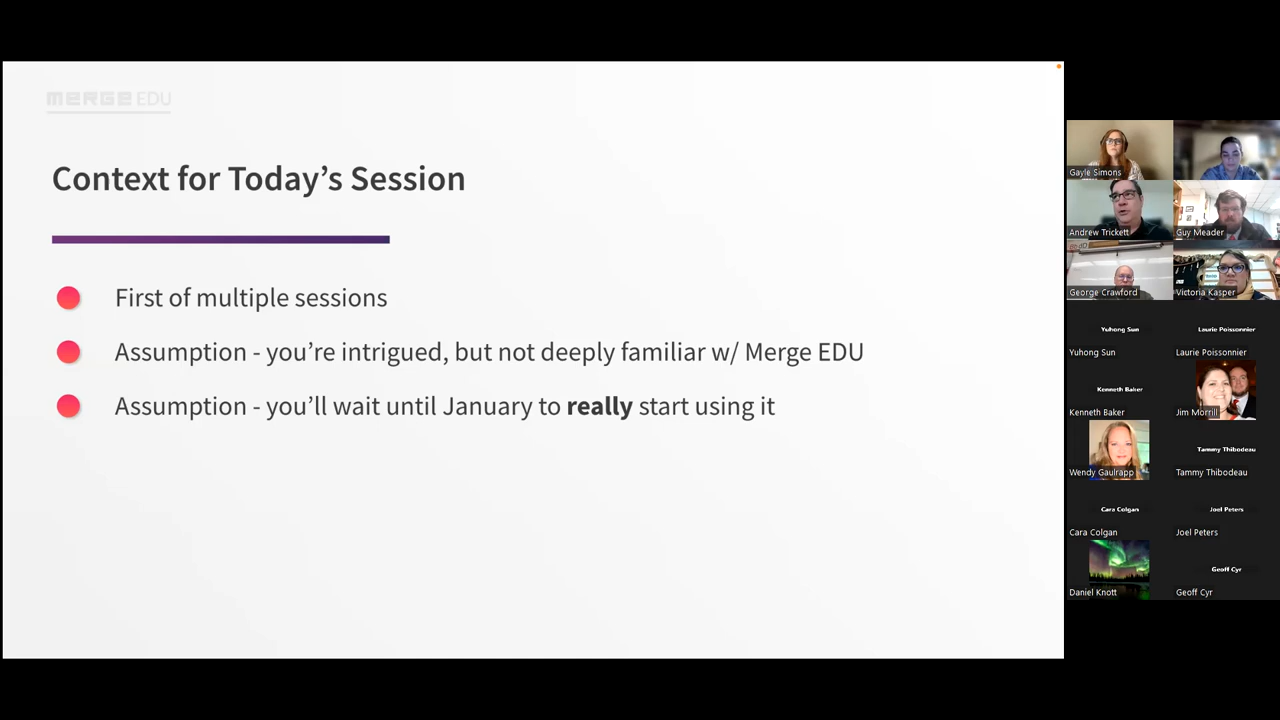 MERGE EDU
Context for Today’s Session
First of multiple sessions
Assumption - you’re intrigued, but not deeply familiar w/ Merge EDU
Assumption - you’ll wait until January to really start using it
Gayle Simons
Andrew Trickett
Guy Meader
George Crawford
Victoria Kasper
Yuhong Sun
Laurie Poissonnier
Yuhong Sun
Laurie Poissonnier
Kenneth Baker
Kenneth Baker
Jim Morrill
Tammy Thibodeau
Wendy Gaulrapp
Tammy Thibodeau
Cara Colgan
Joel Peters
Cara Colgan
Joel Peters
Geoff Cyr
Daniel Knott
Geoff Cyr